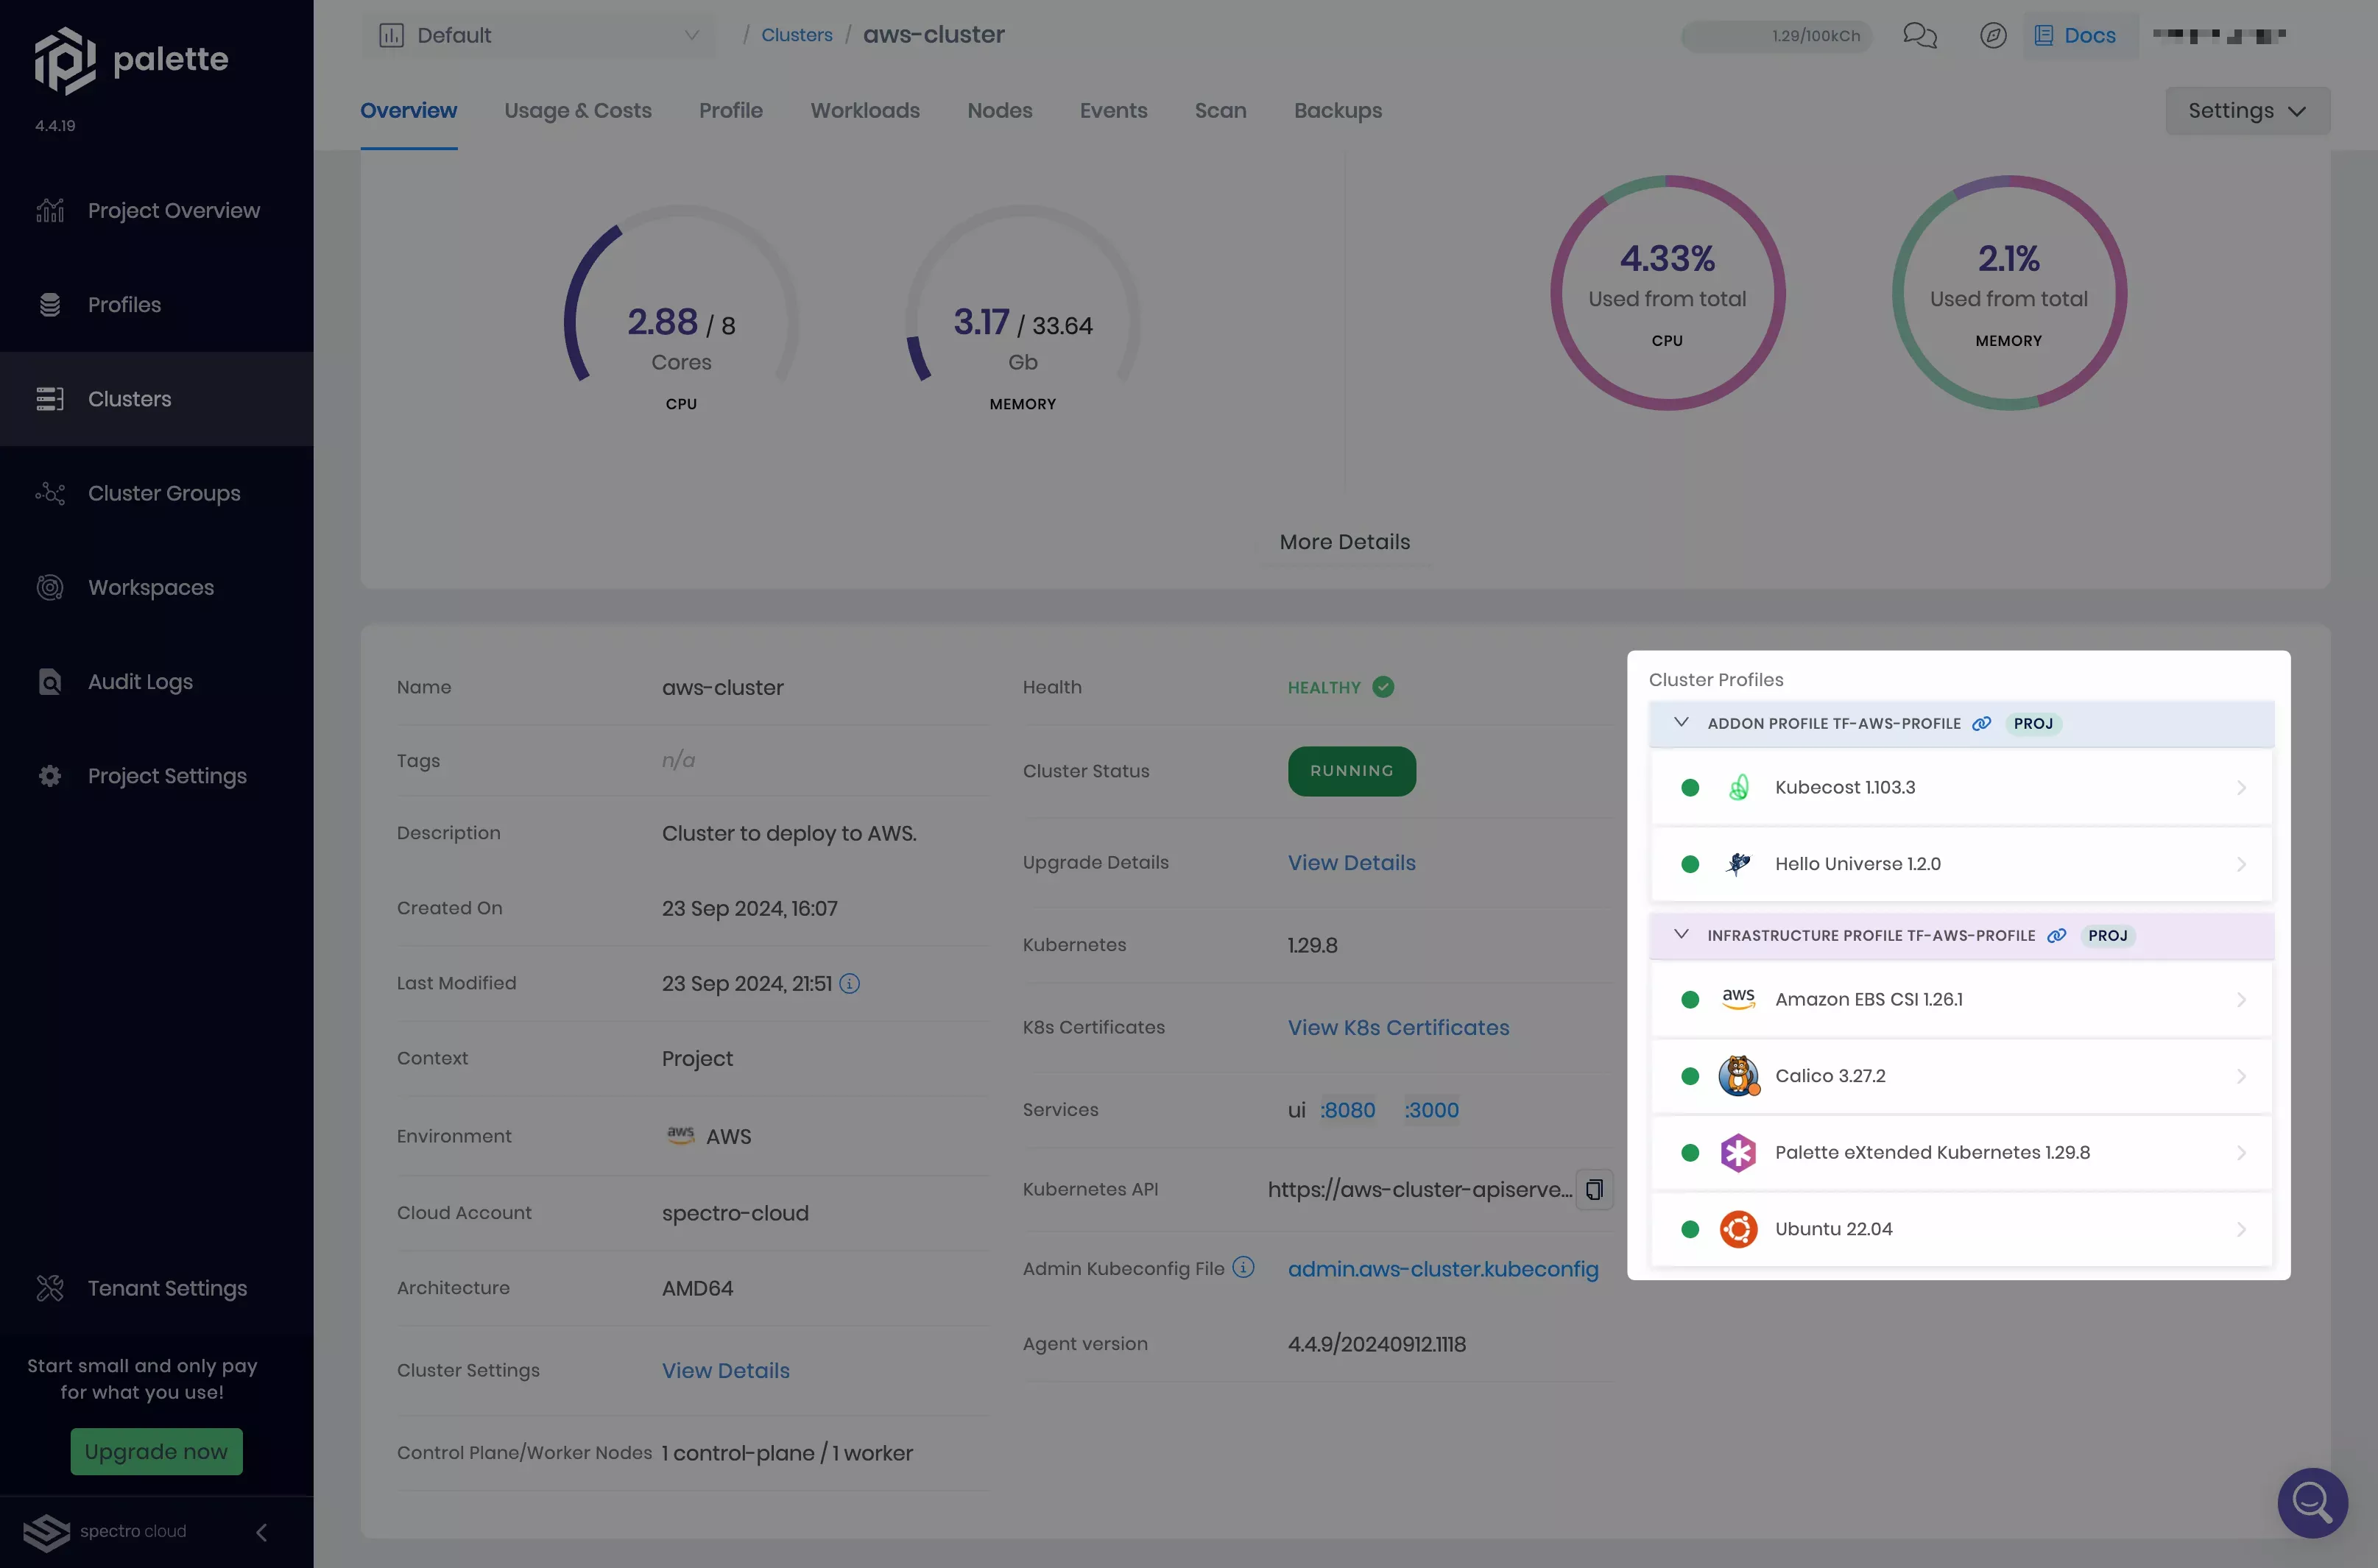 palette
4.4.19
Project Overview
Profiles
Clusters
Cluster Groups
Workspaces
Audit Logs
Project Settings
Tenant Settings
Start small and only pay
for what you use!
Upgrade now
spectro cloud
Default
/ Clusters / aws-cluster
1.29/100kCh
Docs
Overview
Usage & Costs
Profile
Workloads
Nodes
Events
Scan
Backups
Settings
2.88 / 8
Cores
CPU
3.17 / 33.64
Gb
MEMORY
4.33%
Used from total
CPU
2.1%
Used from total
MEMORY
More Details
Name aws-cluster
Tags n/a
Description Cluster to deploy to AWS.
Created On 23 Sep 2024, 16:07
Last Modified 23 Sep 2024, 21:51
Context Project
Environment aws AWS
Cloud Account spectro-cloud
Architecture AMD64
Cluster Settings View Details
Control Plane/Worker Nodes 1 control-plane / 1 worker
Health HEALTHY
Cluster Status RUNNING
Upgrade Details View Details
Kubernetes 1.29.8
K8s Certificates View K8s Certificates
Services ui :8080 :3000
Kubernetes API https://aws-cluster-apiserve...
Admin Kubeconfig File admin.aws-cluster.kubeconfig
Agent version 4.4.9/20240912.1118
Cluster Profiles
ADDON PROFILE TF-AWS-PROFILE PROJ
Kubecost 1.103.3
Hello Universe 1.2.0
INFRASTRUCTURE PROFILE TF-AWS-PROFILE PROJ
aws Amazon EBS CSI 1.26.1
Calico 3.27.2
Palette eXtended Kubernetes 1.29.8
Ubuntu 22.04